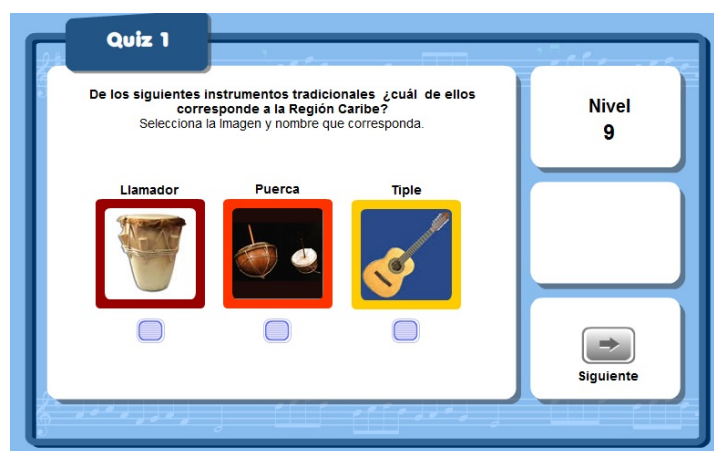 Quiz 1
De los siguientes instrumentos tradicionales ¿cuál de ellos
corresponde a la Región Caribe?
Selecciona la Imagen y nombre que corresponda.
Llamador
Puerca
Tiple
Nivel
9
Siguiente